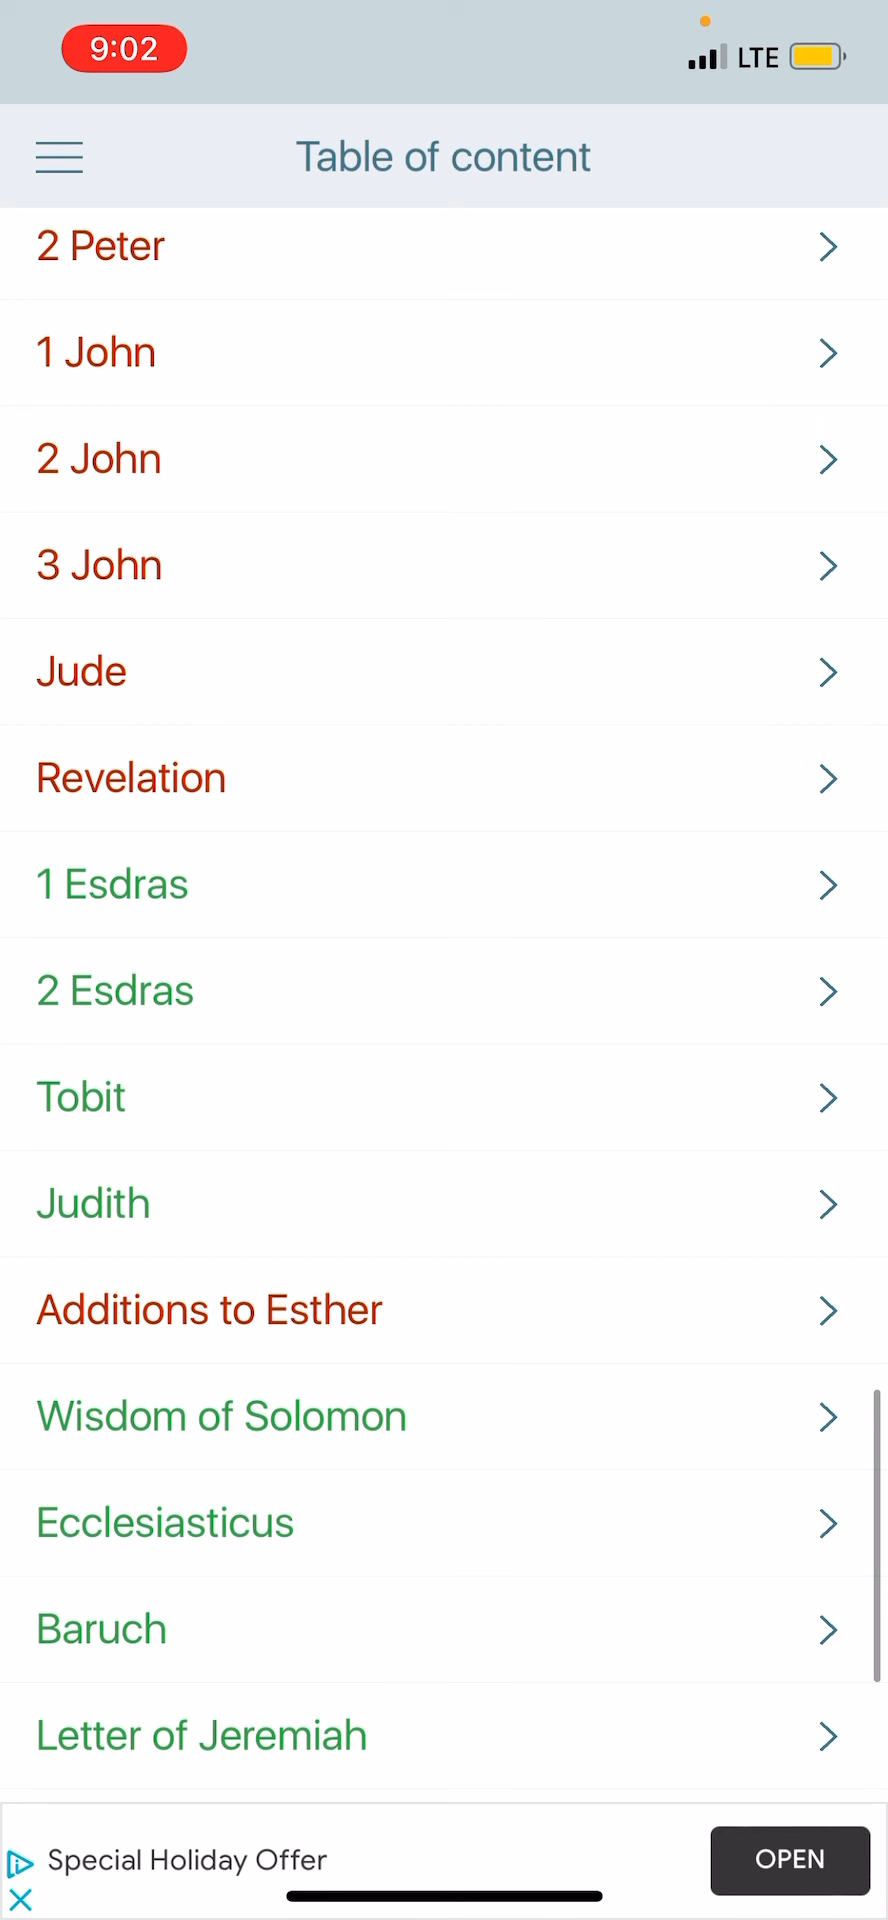 9:02
LTE
Table of content
2 Peter
1 John
2 John
3 John
Jude
Revelation
1 Esdras
2 Esdras
Tobit
Judith
Additions to Esther
Wisdom of Solomon
Ecclesiasticus
Baruch
Letter of Jeremiah
Special Holiday Offer
OPEN